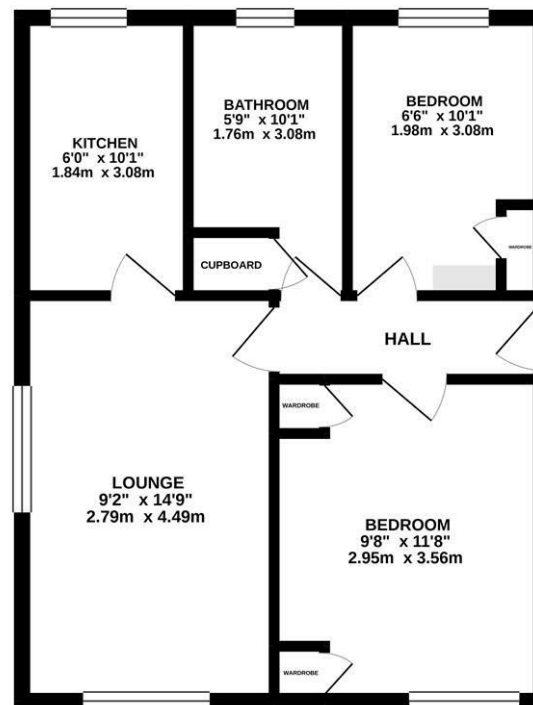 KITCHEN
6'0" x 10'1"
1.84m x 3.08m
BATHROOM
5'9" x 10'1"
1.76m x 3.08m
BEDROOM
6'6" x 10'1"
1.98m x 3.08m
WARDROBE
CUPBOARD
HALL
WARDROBE
LOUNGE
9'2" x 14'9"
2.79m x 4.49m
BEDROOM
9'8" x 11'8"
2.95m x 3.56m
WARDROBE